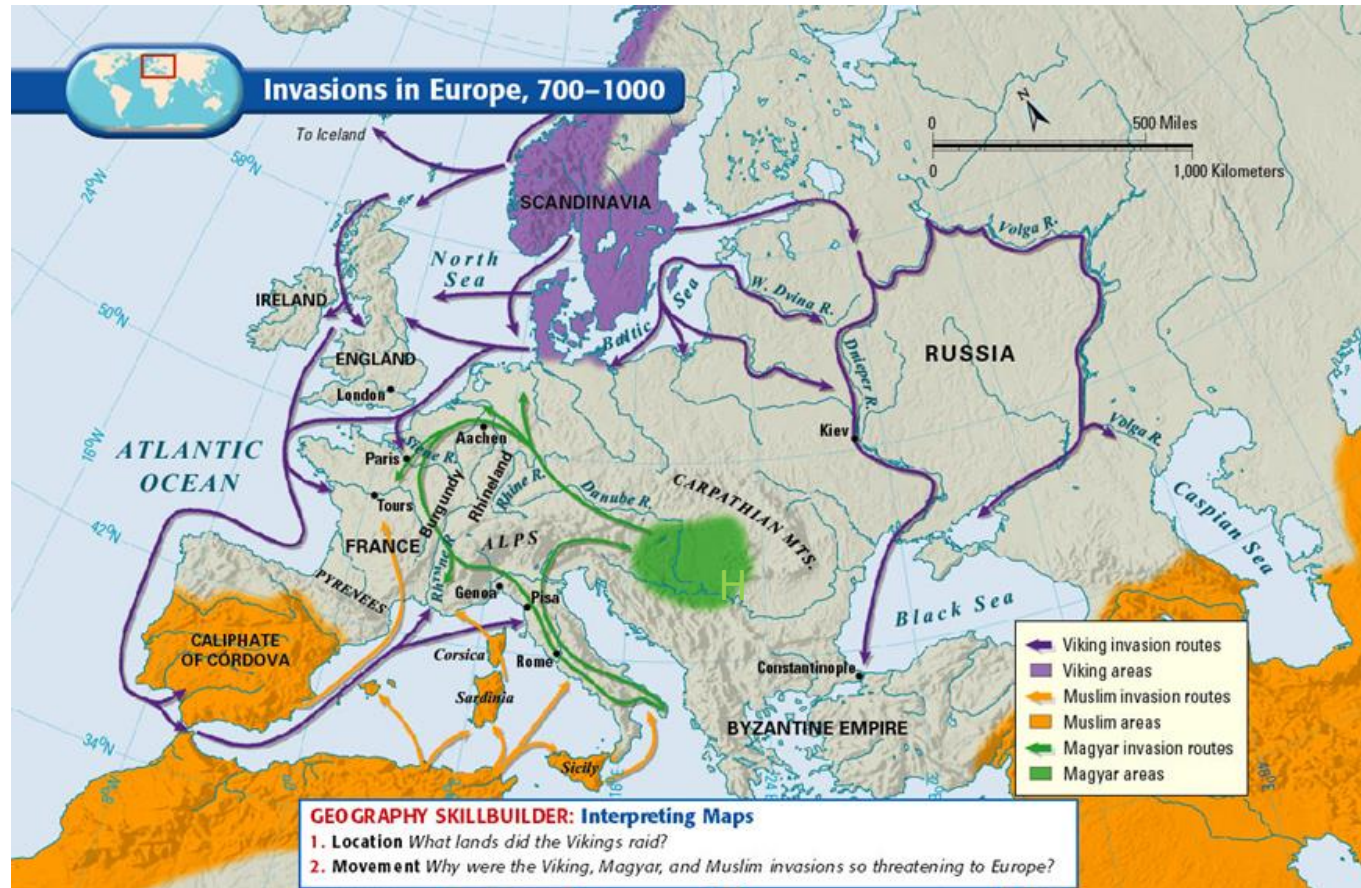 Invasions in Europe, 700–1000
To Iceland
58°N
24°W
50°N
16°W
42°N
34°N
N
0 500 Miles
0 1,000 Kilometers
SCANDINAVIA
North
Sea
Baltic Sea
W. Dvina R.
Volga R.
IRELAND
ENGLAND
London
RUSSIA
Dnieper R.
Kiev
Volga R.
ATLANTIC
OCEAN
Aachen
Paris
Seine R.
Tours
Burgundy
Rhineland
Rhine R.
Danube R.
CARPATHIAN MTS.
Caspian Sea
FRANCE
ALPS
PYRENEES
Genoa
Pisa
H
Black Sea
CALIPHATE
OF CÓRDOVA
Corsica
Rome
Sardinia
Constantinople
BYZANTINE EMPIRE
Sicily
48°E
Viking invasion routes
Viking areas
Muslim invasion routes
Muslim areas
Magyar invasion routes
Magyar areas
GEOGRAPHY SKILLBUILDER: Interpreting Maps
1. Location What lands did the Vikings raid?
2. Movement Why were the Viking, Magyar, and Muslim invasions so threatening to Europe?